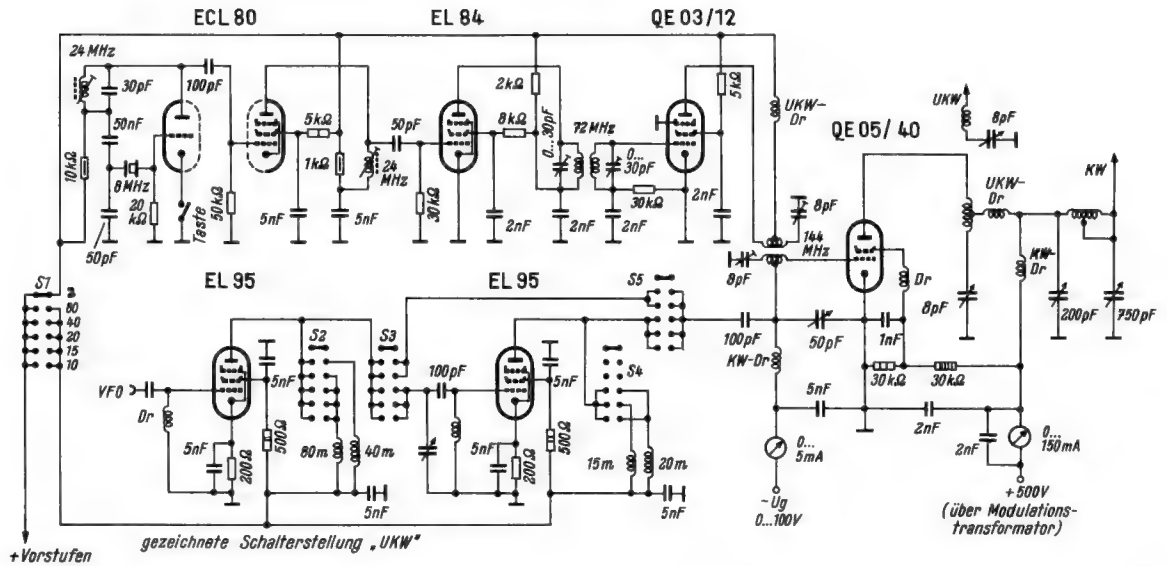 ECL 80
EL 84
QE 03/12
24 MHz
30pF
100pF
50nF
10kΩ
8MHz
20
kΩ
Taste
50kΩ
50pF
5kΩ
1kΩ
5nF
5nF
24
MHz
50pF
30kΩ
2kΩ
8kΩ
2nF
0...30pF
72MHz
0...
30pF
30kΩ
2nF
2nF
2nF
5kΩ
UKW-
Dr
8pF
144
MHz
8pF
QE 05/40
UKW
8pF
UKW-
Dr
KW
KW-
Dr
Dr
8pF
200pF
750pF
S1
2
80
40
20
15
10
EL 95
EL 95
VFO
Dr
5nF
200Ω
500Ω
5nF
S2
80m
40m
5nF
S3
100pF
5nF
200Ω
500Ω
5nF
S4
15m
20m
5nF
S5
100pF
KW-Dr
50pF
1nF
30kΩ
30kΩ
5nF
2nF
2nF
0...
5mA
0...
150mA
~Ug
0...100V
+500V
(über Modulations-
transformator)
+Vorstufen
gezeichnete Schalterstellung „UKW"